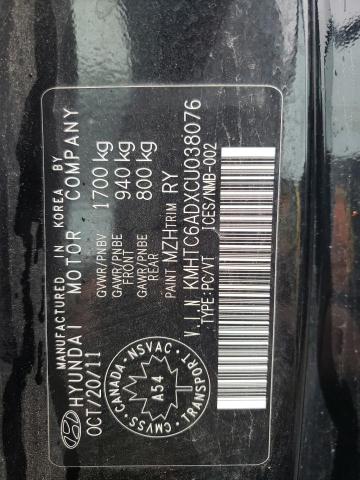 MANUFACTURED IN KOREA BY
HYUNDAI MOTOR COMPANY
OCT/20/11
GVWR/PNBV 1700 kg
GAWR/PNBE FRONT 940 kg
GAWR/PNBE REAR 800 kg
PAINT MZH TRIM RY
V.I.N KMHTC6ADXCU038076
TYPE:PC/VT ICES/NMB-002
CANADA-NSVAC
A54
CMVSS TRANSPORT